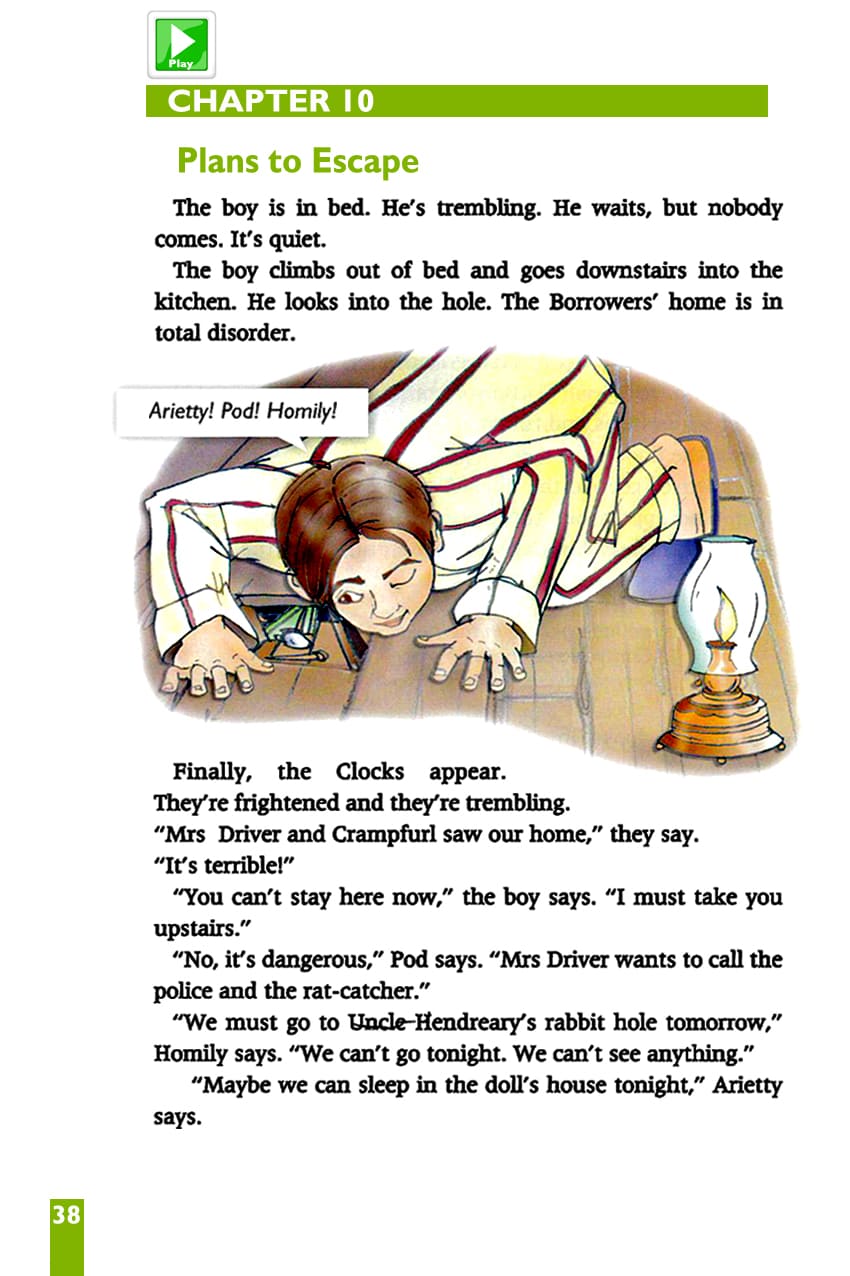 Play
CHAPTER 10
Plans to Escape
The boy is in bed. He's trembling. He waits, but nobody
comes. It's quiet.
The boy climbs out of bed and goes downstairs into the
kitchen. He looks into the hole. The Borrowers' home is in
total disorder.
Arietty! Pod! Homily!
Finally, the Clocks appear.
They're frightened and they're trembling.
"Mrs Driver and Crampfurl saw our home," they say.
"It's terrible!"
"You can't stay here now," the boy says. "I must take you
upstairs."
"No, it's dangerous," Pod says. "Mrs Driver wants to call the
police and the rat-catcher."
"We must go to Uncle Hendreary's rabbit hole tomorrow,"
Homily says. "We can't go tonight. We can't see anything."
"Maybe we can sleep in the doll's house tonight," Arietty
says.
38